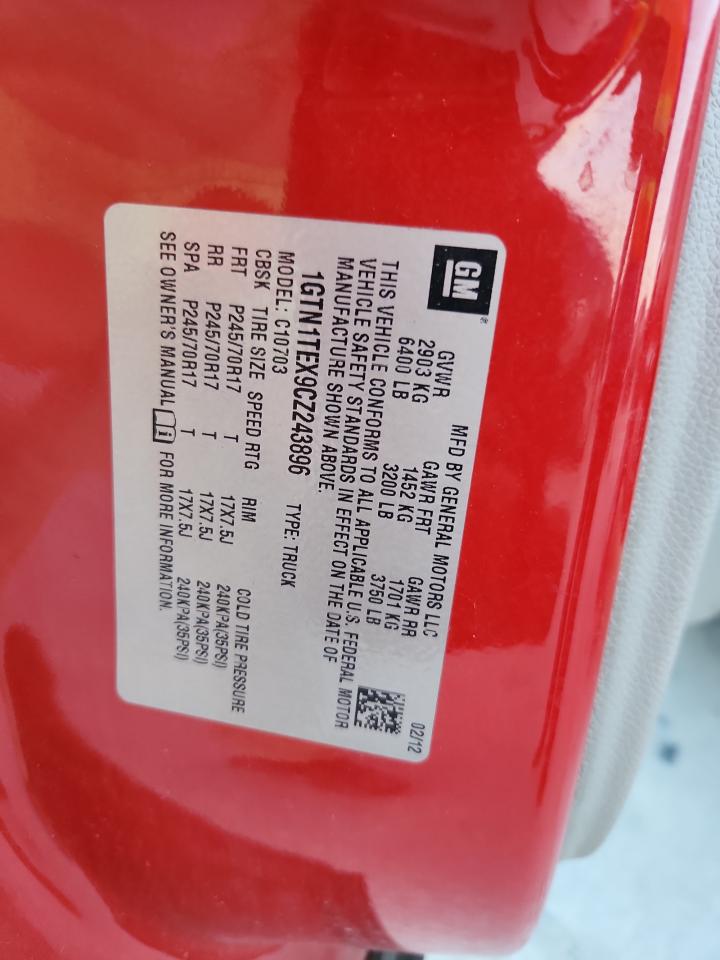 GM®
MFD BY GENERAL MOTORS LLC 02/12
GVWR GAWR FRT GAWR RR
2903 KG 1452 KG 1701 KG
6400 LB 3200 LB 3750 LB
THIS VEHICLE CONFORMS TO ALL APPLICABLE U.S. FEDERAL MOTOR
VEHICLE SAFETY STANDARDS IN EFFECT ON THE DATE OF
MANUFACTURE SHOWN ABOVE.
1GTN1TEX9CZ243896 TYPE: TRUCK
MODEL: C10703
CBSK TIRE SIZE SPEED RTG RIM COLD TIRE PRESSURE
FRT P245/70R17 T 17X7.5J 240KPA(35PSI)
RR P245/70R17 T 17X7.5J 240KPA(35PSI)
SPA P245/70R17 T 17X7.5J 240KPA(35PSI)
SEE OWNER'S MANUAL FOR MORE INFORMATION.